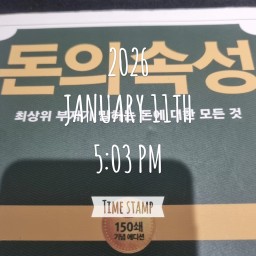 2026
돈의속성
JANUARY 11TH
최상위 부자가 말하는 돈에 대한 모든 것
5:03 PM
TIME STAMP
150쇄
기념 에디션